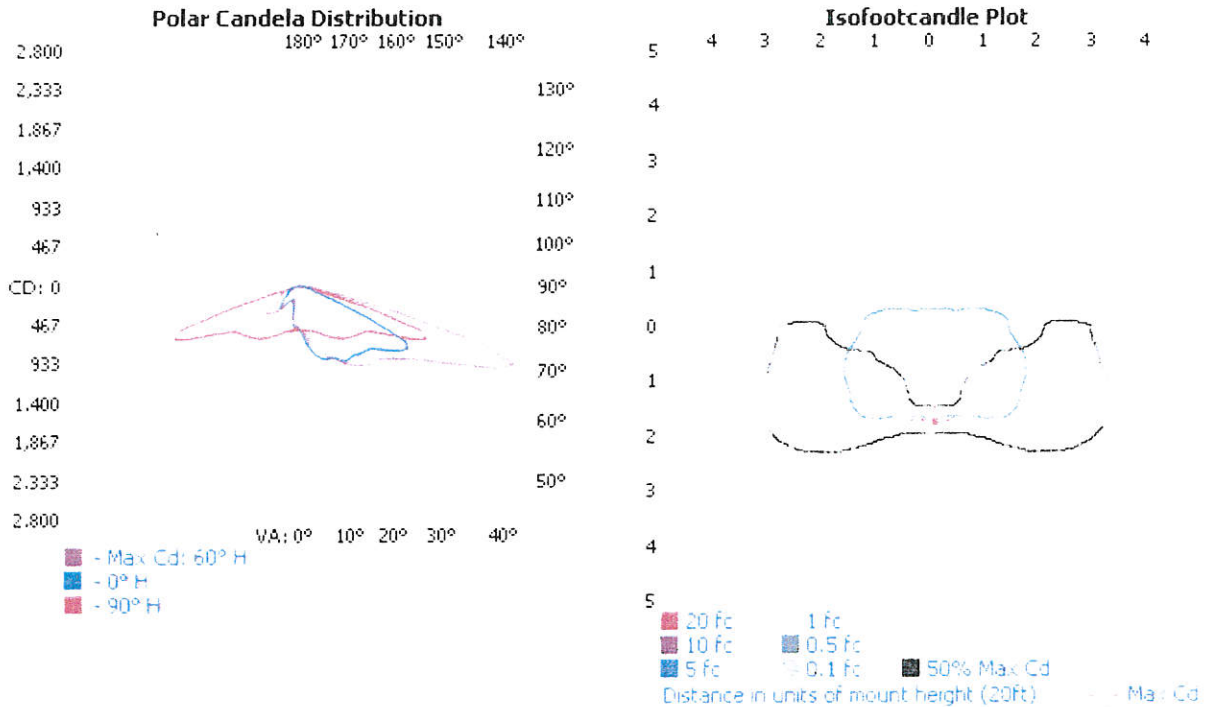 Polar Candela Distribution
180° 170° 160° 150° 140°
2.800
2,333
1.867
1,400
933
467
CD: 0
467
933
1.400
1,867
2.333
2.800
130°
120°
110°
100°
90°
80°
70°
60°
50°
VA: 0° 10° 20° 30° 40°
- Max Cd: 60° H
- 0° H
- 90° H
Isofootcandle Plot
4 3 2 1 0 1 2 3 4
5
4
3
2
1
0
1
2
3
4
5
20 fc 1 fc
10 fc 0.5 fc
5 fc 0.1 fc 50% Max Cd
Distance in units of mount height (20ft) Max Cd